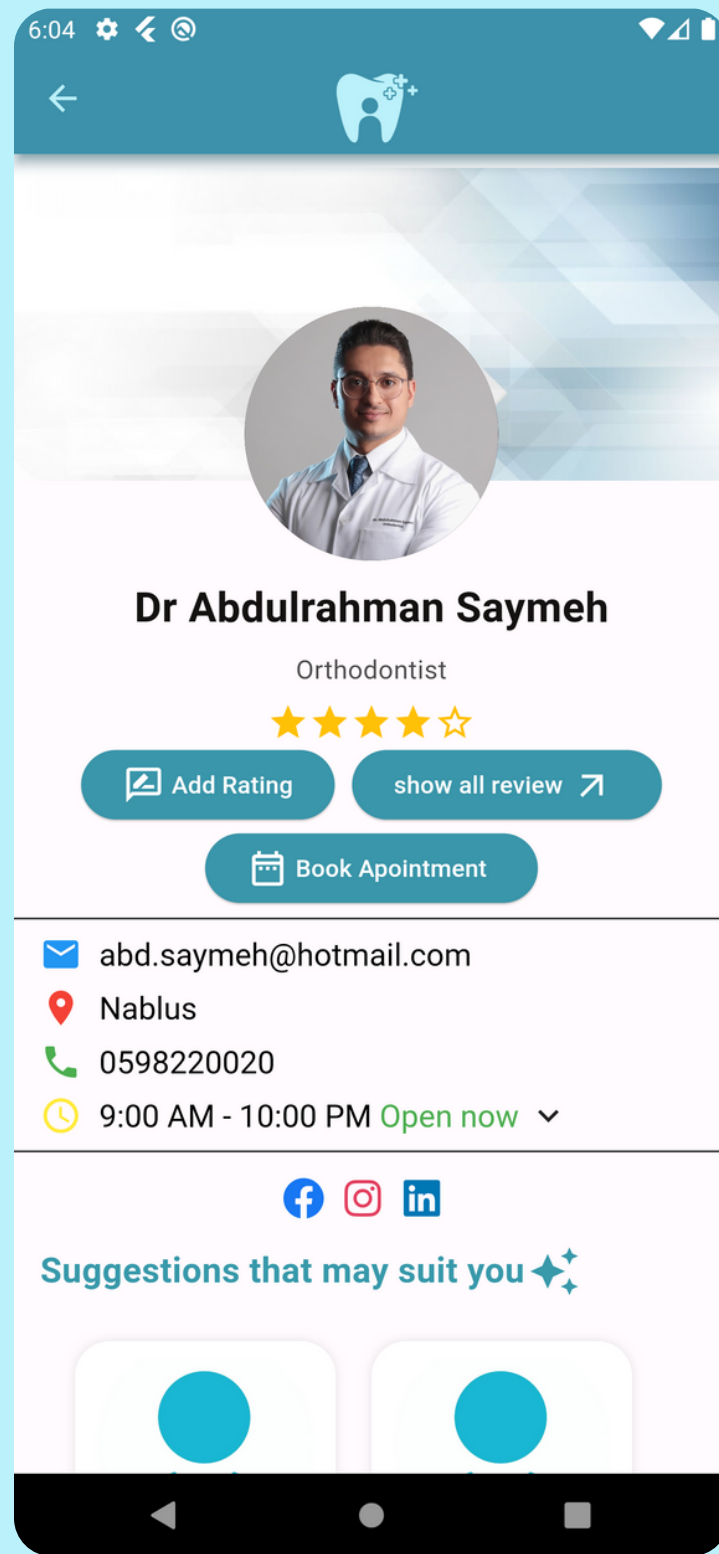 6:04
Dr Abdulrahman Saymeh
Orthodontist
Add Rating
show all review
Book Apointment
abd.saymeh@hotmail.com
Nablus
0598220020
9:00 AM - 10:00 PM Open now
Suggestions that may suit you